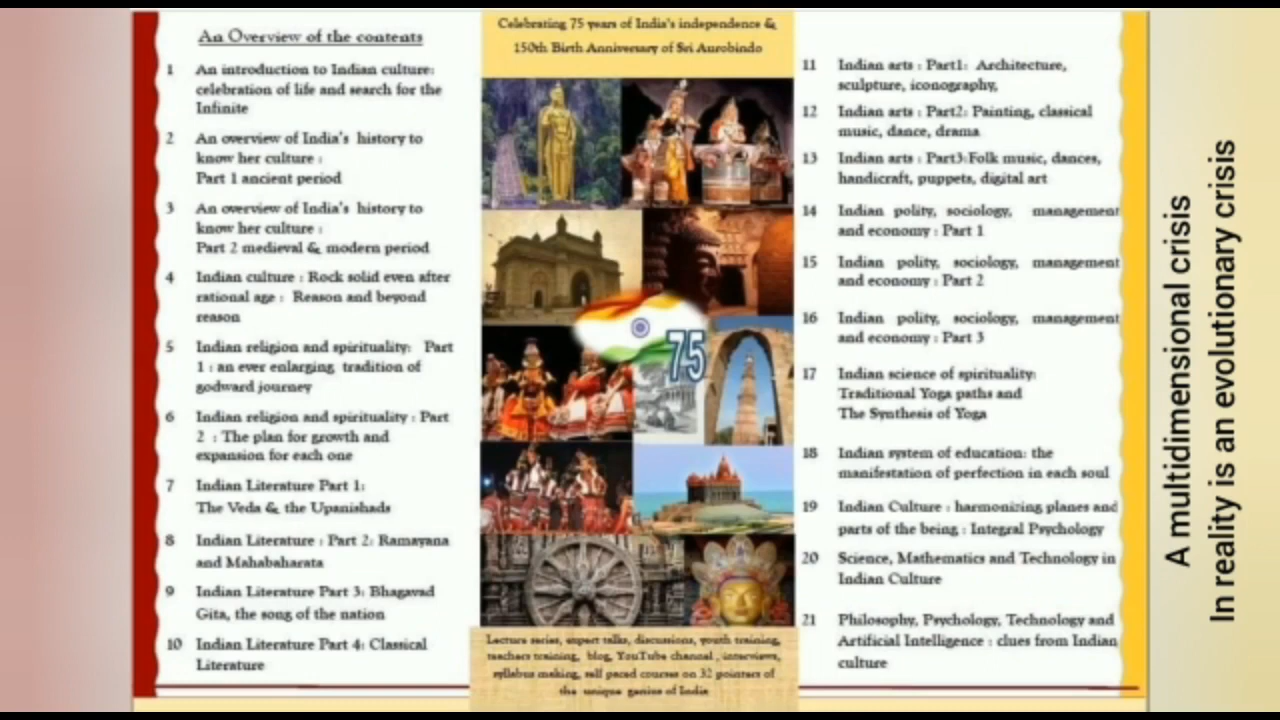 An Overview of the contents
1 An introduction to Indian culture:
celebration of life and search for the
Infinite
2 An overview of India's history to
know her culture :
Part 1 ancient period
3 An overview of India's history to
know her culture :
Part 2 medieval & modern period
4 Indian culture : Rock solid even after
rational age : Reason and beyond
reason
5 Indian religion and spirituality: Part
1 : an ever enlarging tradition of
godward journey
6 Indian religion and spirituality : Part
2 : The plan for growth and
expansion for each one
7 Indian Literature Part 1:
The Veda & the Upanishads
8 Indian Literature : Part 2: Ramayana
and Mahabaharata
9 Indian Literature Part 3: Bhagavad
Gita, the song of the nation
10 Indian Literature Part 4: Classical
Literature
Celebrating 75 years of India's independence &
150th Birth Anniversary of Sri Aurobindo
75
Lecture series, expert talks, discussions, youth training,
teachers training, blog, YouTube channel , interviews,
syllabus making, self paced courses on 32 pointers of
the unique genius of India
11 Indian arts : Part1: Architecture,
sculpture, iconography,
12 Indian arts : Part2: Painting, classical
music, dance, drama
13 Indian arts : Part3:Folk music, dances,
handicraft, puppets, digital art
14 Indian polity, sociology, management
and economy : Part 1
15 Indian polity, sociology, management
and economy : Part 2
16 Indian polity, sociology, management
and economy : Part 3
17 Indian science of spirituality:
Traditional Yoga paths and
The Synthesis of Yoga
18 Indian system of education: the
manifestation of perfection in each soul
19 Indian Culture : harmonizing planes and
parts of the being : Integral Psychology
20 Science, Mathematics and Technology in
Indian Culture
21 Philosophy, Psychology, Technology and
Artificial Intelligence : clues from Indian
culture
A multidimensional crisis
In reality is an evolutionary crisis